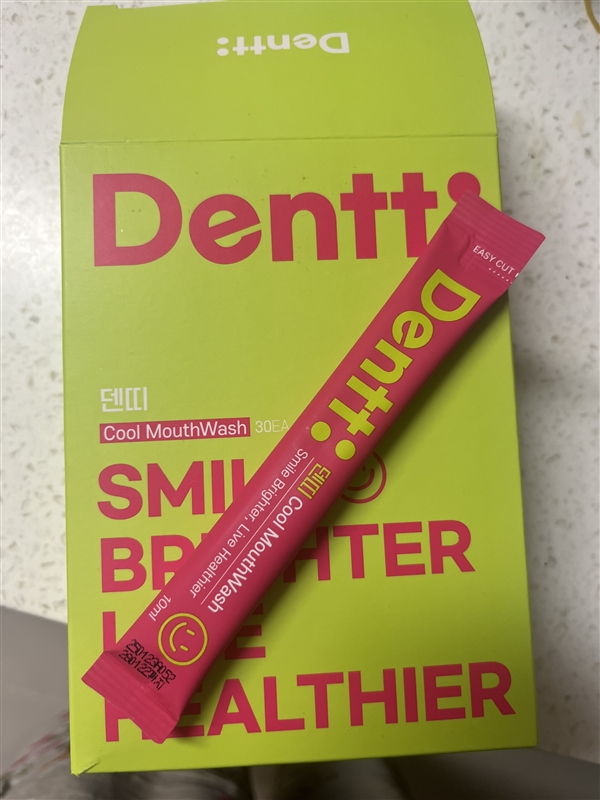 Dentt:
Dentt:
덴띠
Cool MouthWash 30EA
SMIL
BR HTER
L E
HEALTHIER
EASY CUT
Dentt:
덴띠 Cool MouthWash
Smile Brighter, Live Healthier
10ml